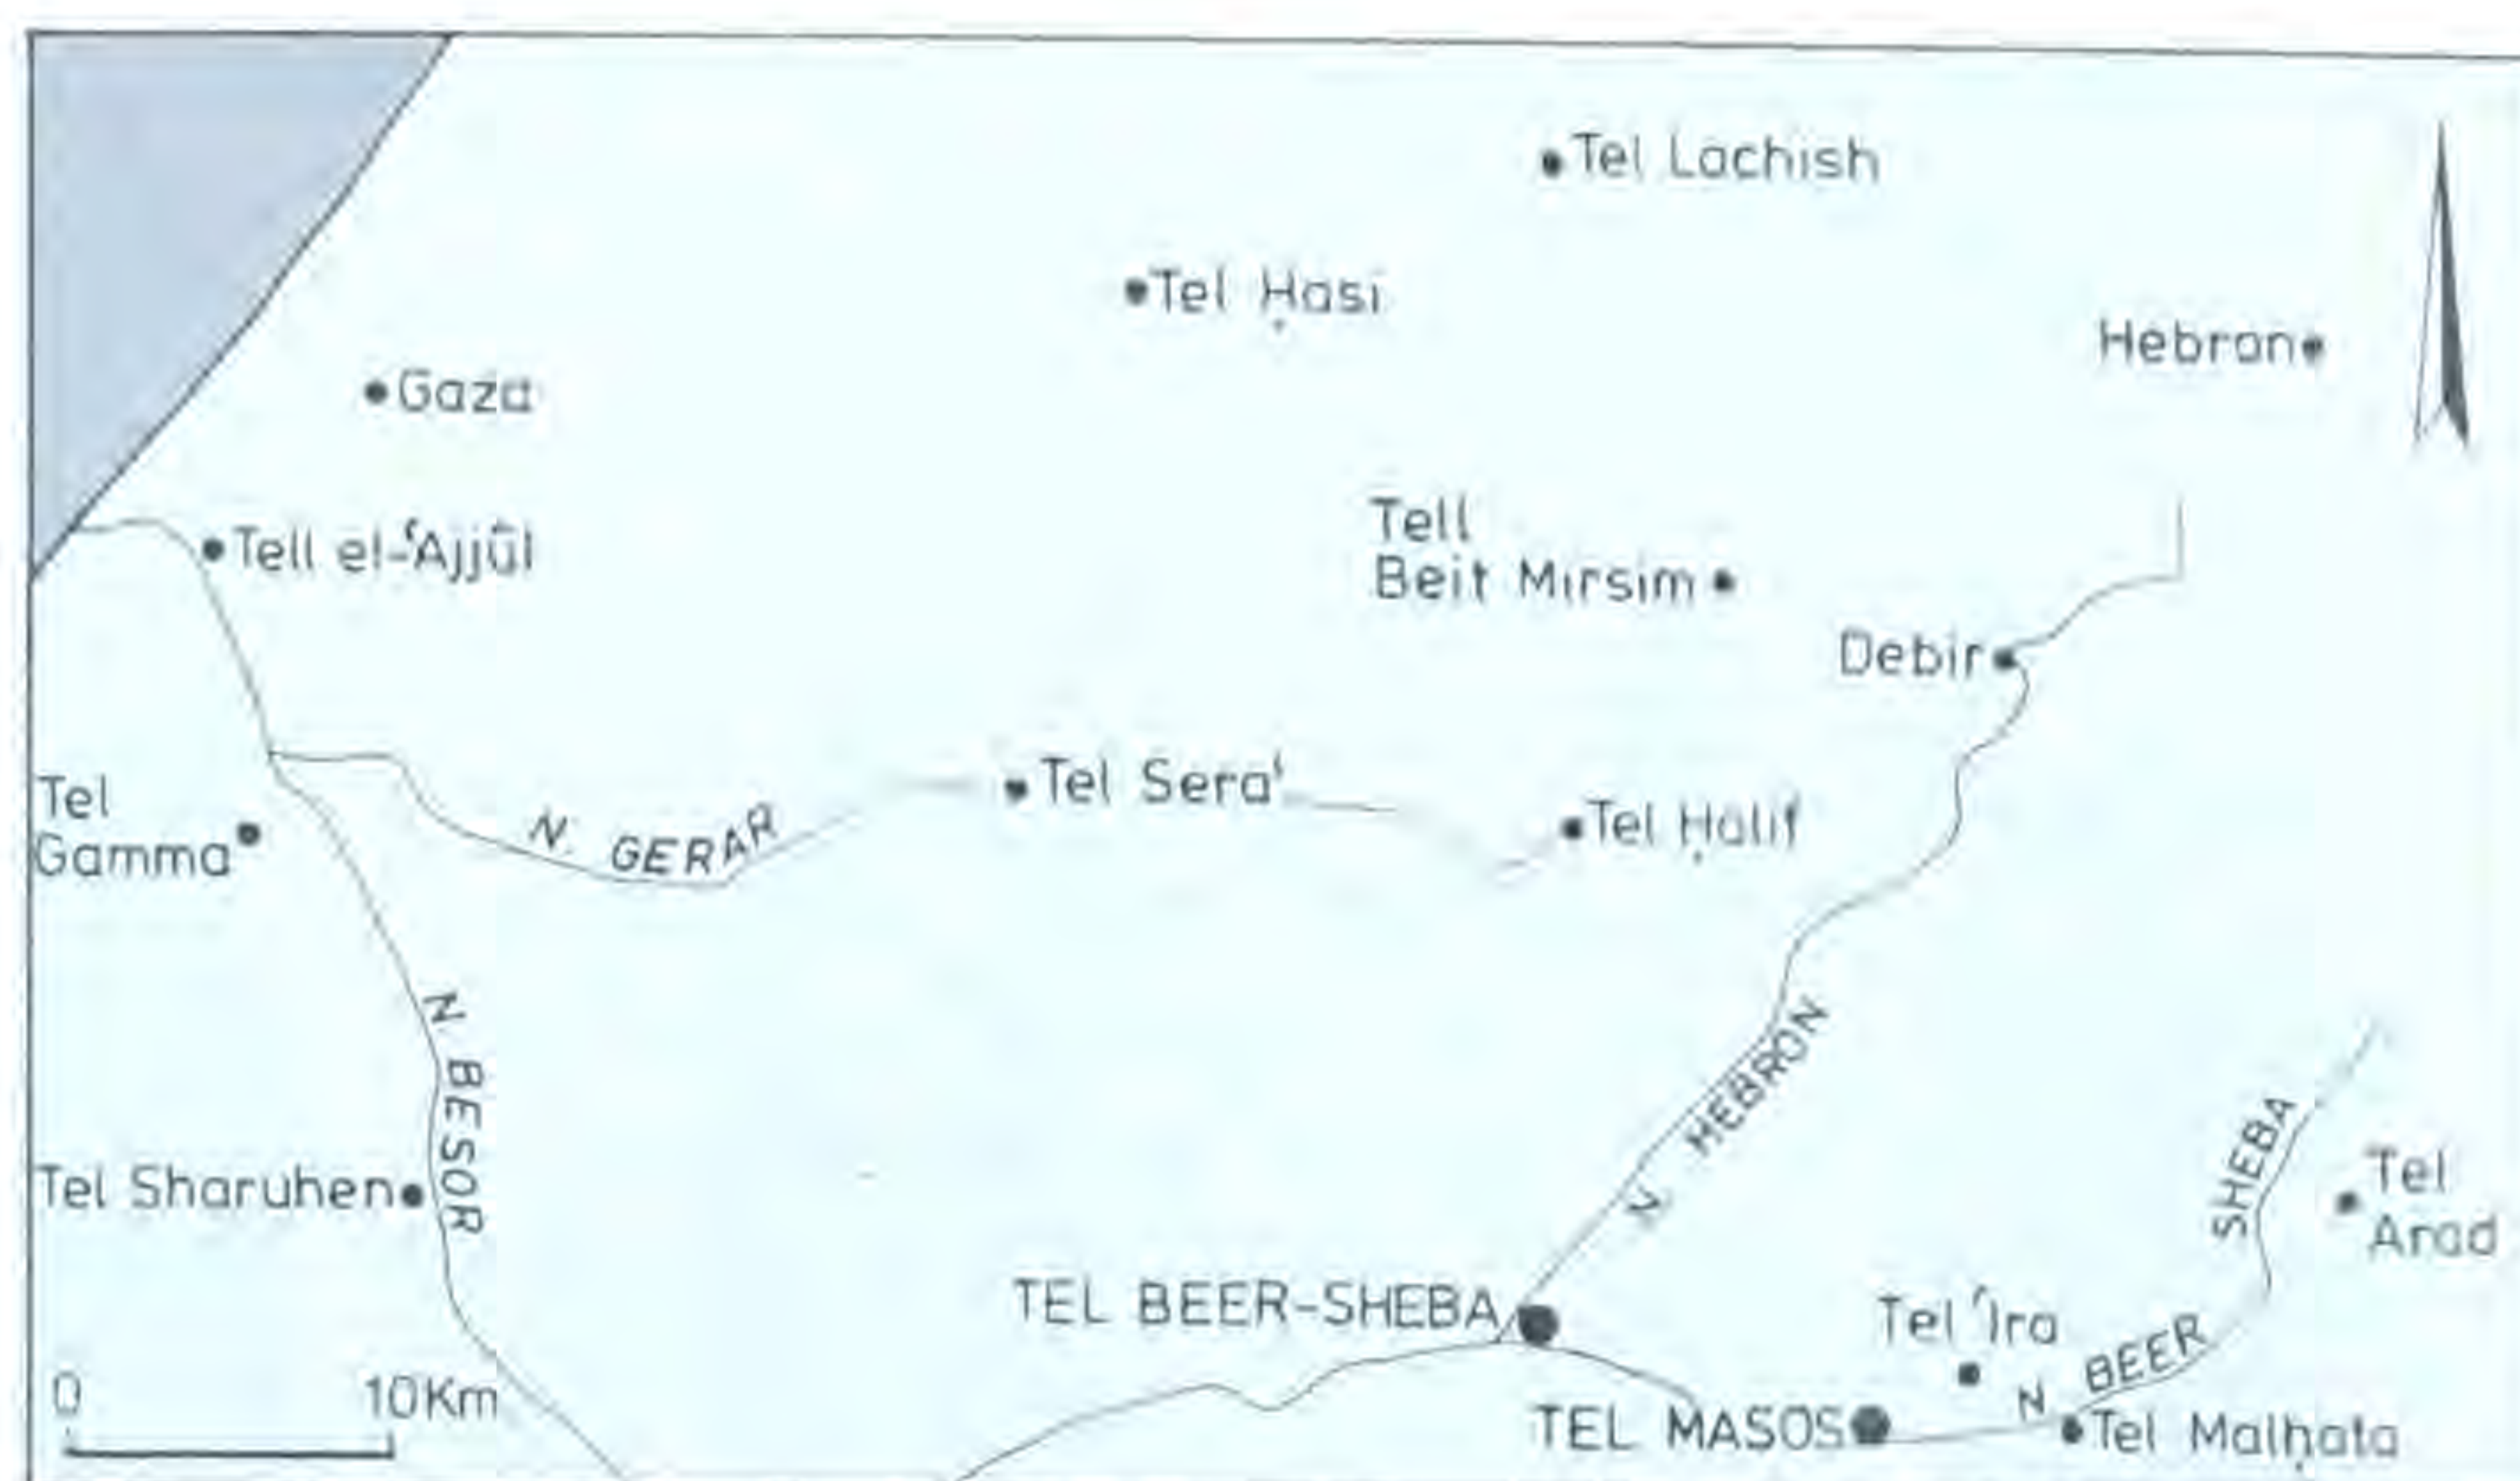 Tel Lachish
Tel Ḥasi
Hebron
Gaza
Tell el-ʿAjjûl
Tell
Beit Mirsim
Debir
Tel Seraʿ
Tel
Gamma
N. GERAR
Tel Ḥalif
N. BESOR
N. HEBRON
Tel Sharuhen
SHEBA
Tel
Arad
TEL BEER-SHEBA
Tel ʿIra
N BEER
0 10Km
TEL MASOS
Tel Malḥata